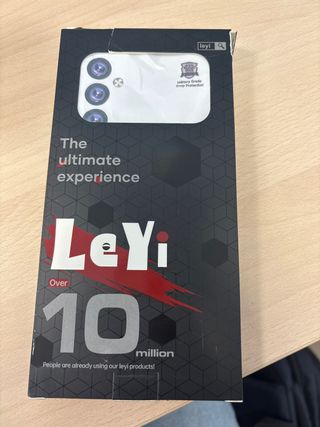 leyi
Military Grade
Drop Protection
The
ultimate
experience
LeYi
Over
10
million
People are already using our leyi products!